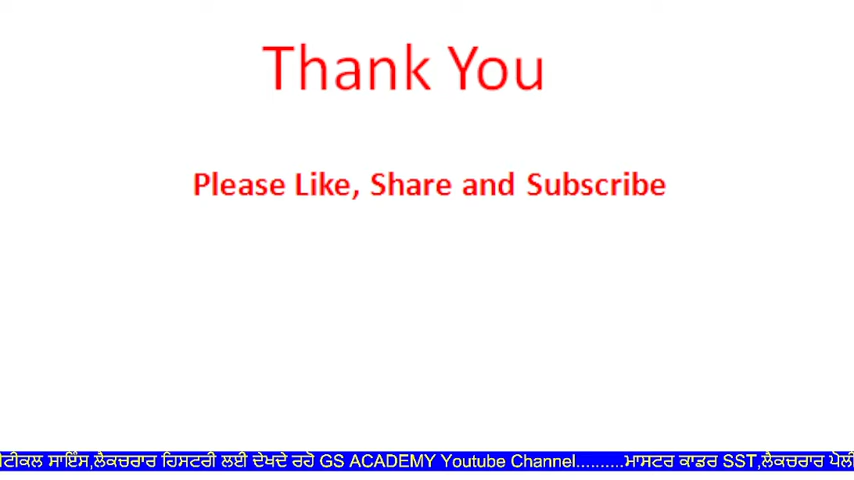 Thank You
Please Like, Share and Subscribe
ਸਾਇੰਸ,ਲੈਕਚਰਾਰ ਹਿਸਟਰੀ ਲਈ ਦੇਖਦੇ ਰਹੋ GS ACADEMY Youtube Channel..........ਮਾਸਟਰ ਕਾਡਰ SST,ਲੈਕਚਰਾਰ